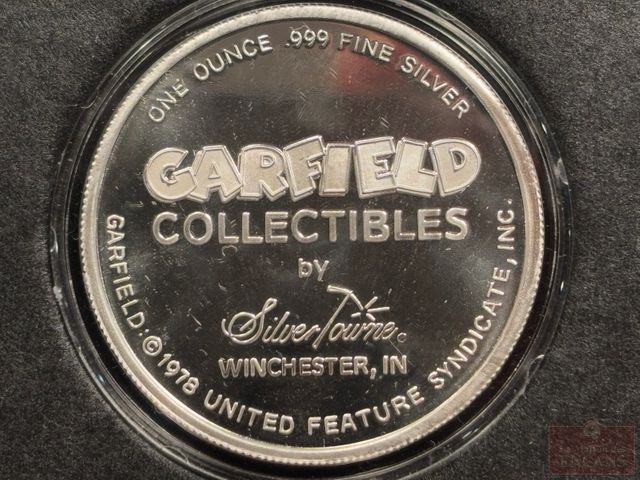 ONE OUNCE .999 FINE SILVER
GARFIELD
COLLECTIBLES
by
SilverTowne
WINCHESTER, IN
GARFIELD: © 1978 UNITED FEATURE SYNDICATE, INC.